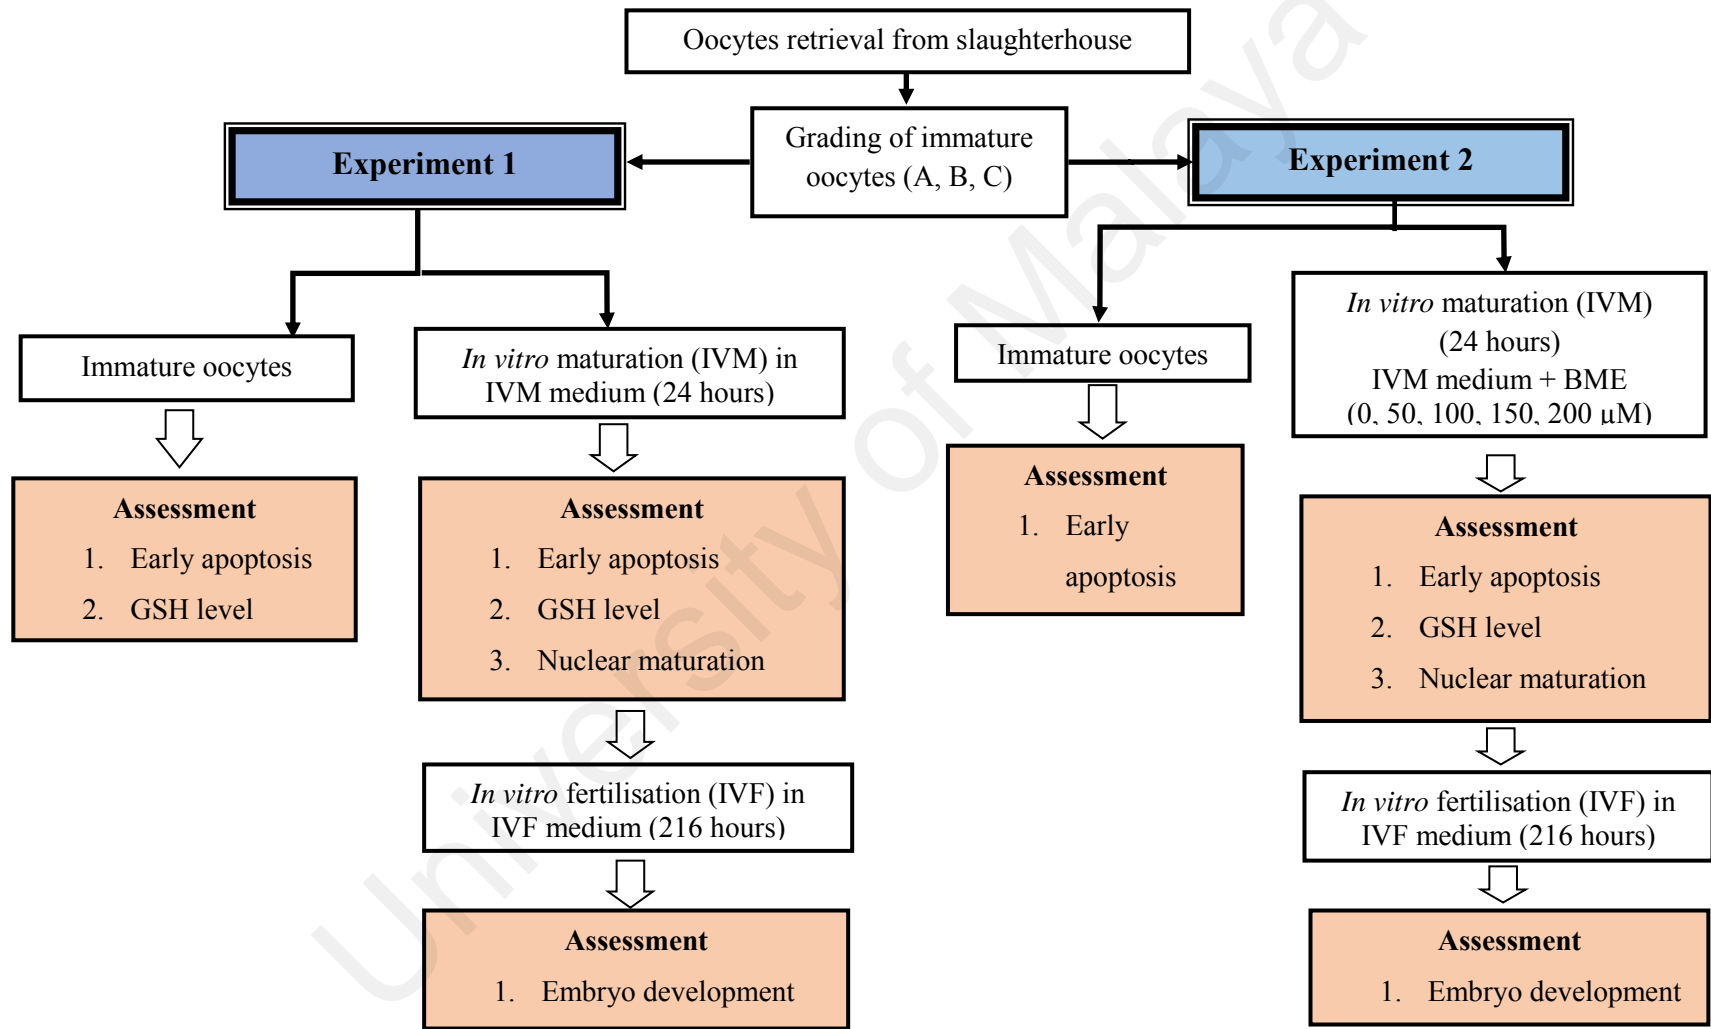 Oocytes retrieval from slaughterhouse
Grading of immature
oocytes (A, B, C)
Experiment 1
Experiment 2
Immature oocytes
In vitro maturation (IVM) in
IVM medium (24 hours)
Immature oocytes
In vitro maturation (IVM)
(24 hours)
IVM medium + BME
(0, 50, 100, 150, 200 µM)
Assessment
1. Early apoptosis
2. GSH level
Assessment
1. Early apoptosis
2. GSH level
3. Nuclear maturation
Assessment
1. Early
apoptosis
Assessment
1. Early apoptosis
2. GSH level
3. Nuclear maturation
In vitro fertilisation (IVF) in
IVF medium (216 hours)
In vitro fertilisation (IVF) in
IVF medium (216 hours)
Assessment
1. Embryo development
Assessment
1. Embryo development
University of Malaya